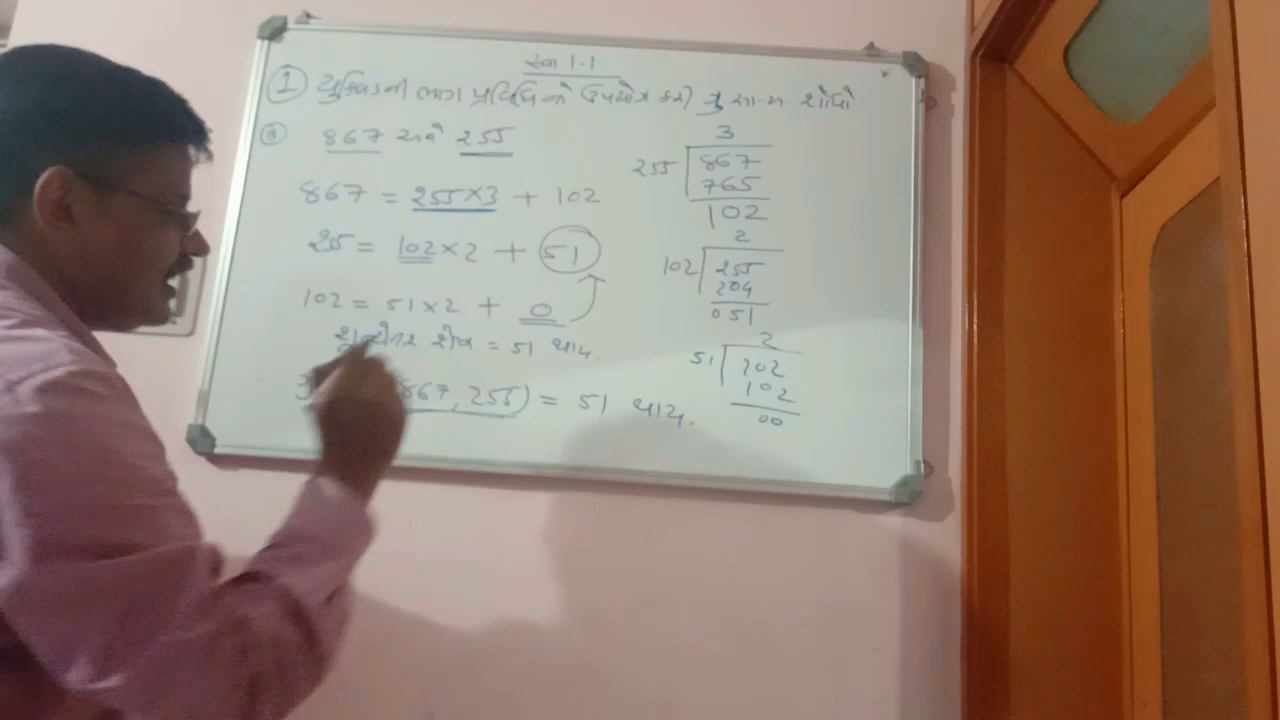 સ્વા 1.1
① યુક્લિડની ભાગ પ્રવિધિનો ઉપયોગ કરી ગુ.સા.અ શોધો.
③ 867 અને 255
867 = 255×3 + 102
255 = 102×2 + 51
102 = 51×2 + 0
શૂન્યેતર શેષ = 51 થાય.
867, 255) = 51 થાય.
3
255 867
765
102
2
102 255
204
051
2
51 102
102
00